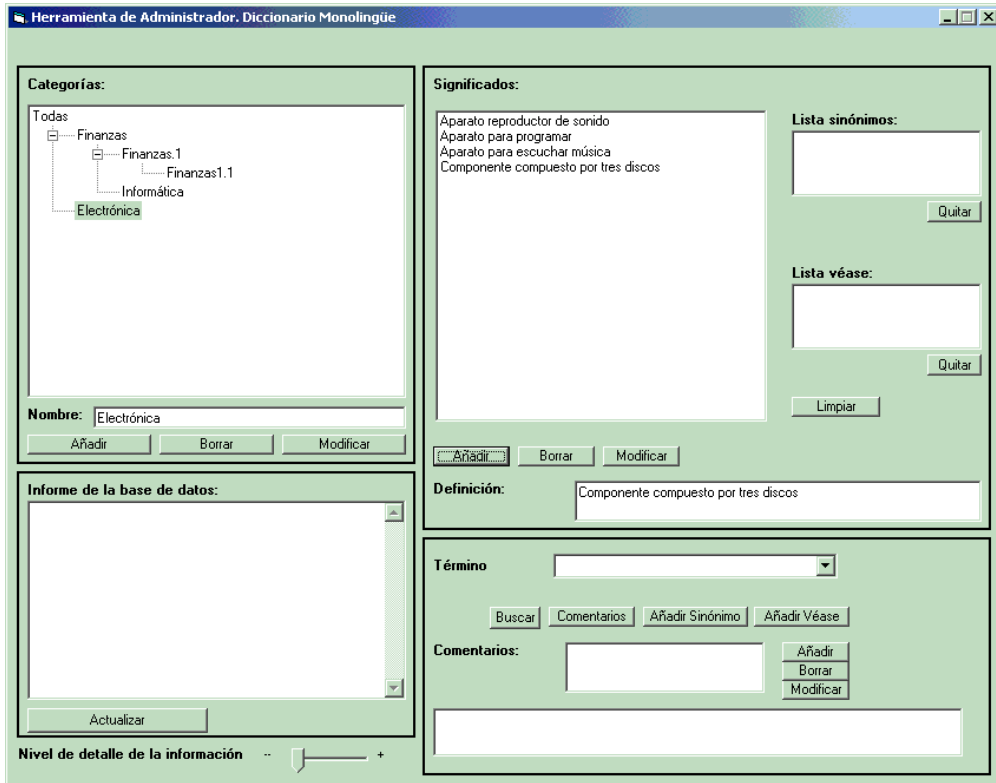 Herramienta de Administrador. Diccionario Monolingüe
Categorías:
Todas
Finanzas
Finanzas.1
Finanzas1.1
Informática
Electrónica
Nombre: Electrónica
Añadir Borrar Modificar
Informe de la base de datos:
Actualizar
Nivel de detalle de la información -- +
Significados:
Aparato reproductor de sonido
Aparato para programar
Aparato para escuchar música
Componente compuesto por tres discos
Lista sinónimos:
Quitar
Lista véase:
Quitar
Limpiar
Añadir Borrar Modificar
Definición: Componente compuesto por tres discos
Término
Buscar Comentarios Añadir Sinónimo Añadir Véase
Comentarios:
Añadir
Borrar
Modificar